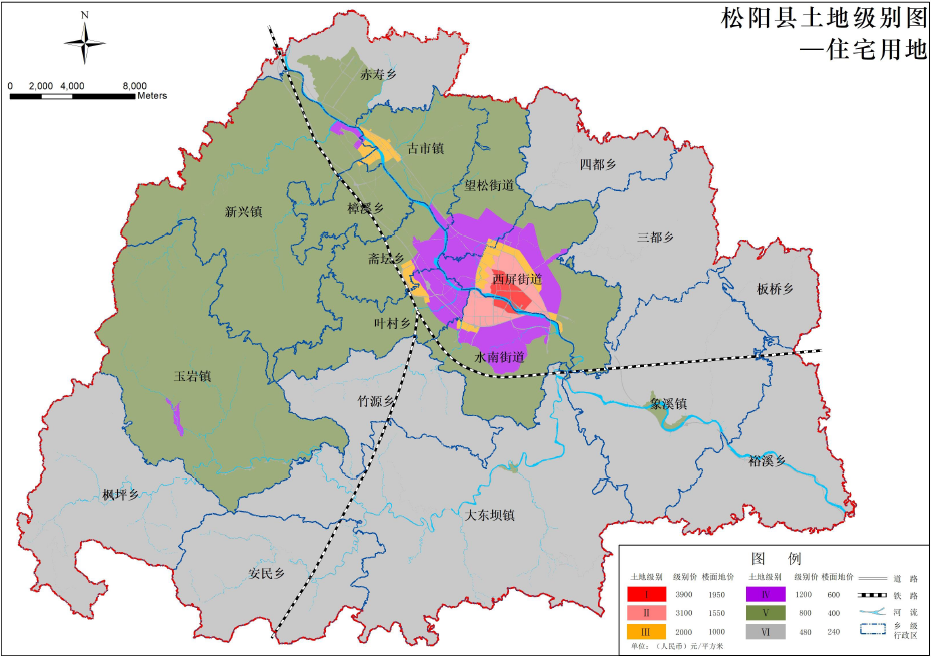 松阳县土地级别图
—住宅用地
N
0 2,000 4,000 8,000
Meters
赤寿乡
古市镇
四都乡
望松街道
新兴镇
樟溪乡
三都乡
斋坛乡
西屏街道
板桥乡
叶村乡
水南街道
玉岩镇
竹源乡
象溪镇
裕溪乡
枫坪乡
大东坝镇
安民乡
图 例
土地级别 级别价 楼面地价 土地级别 级别价 楼面地价 道 路
I 3900 1950 IV 1200 600 铁 路
II 3100 1550 V 800 400 河 流
III 2000 1000 VI 480 240 乡 级
行政区
单位：（人民币）元/平方米